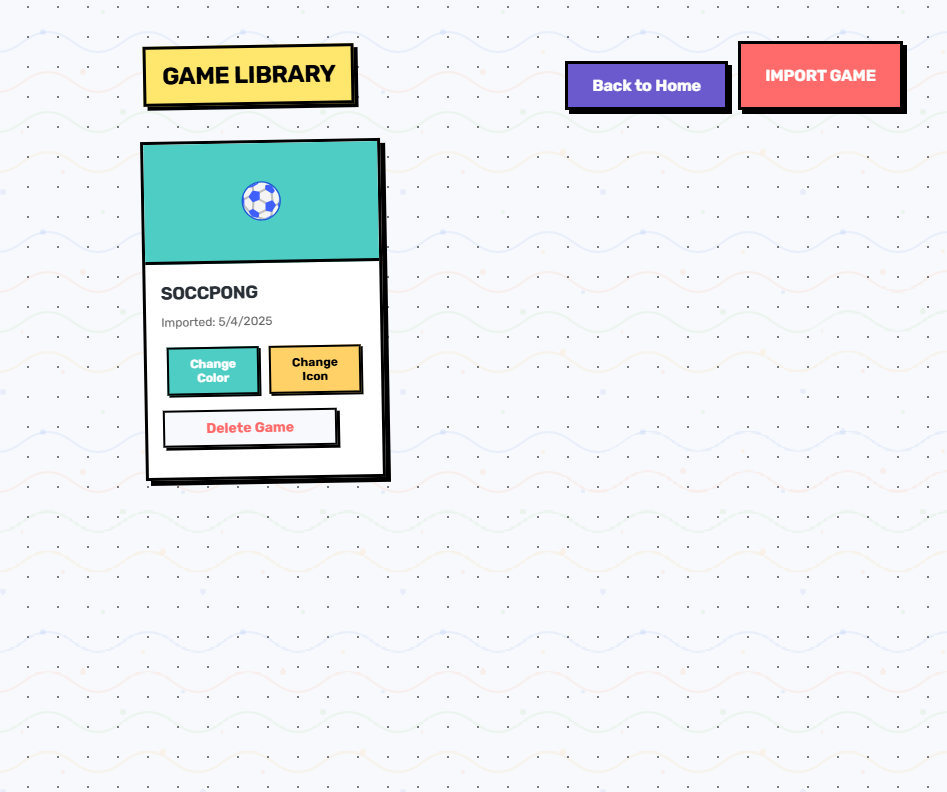 GAME LIBRARY
Back to Home
IMPORT GAME
SOCCPONG
Imported: 5/4/2025
Change
Color
Change
Icon
Delete Game